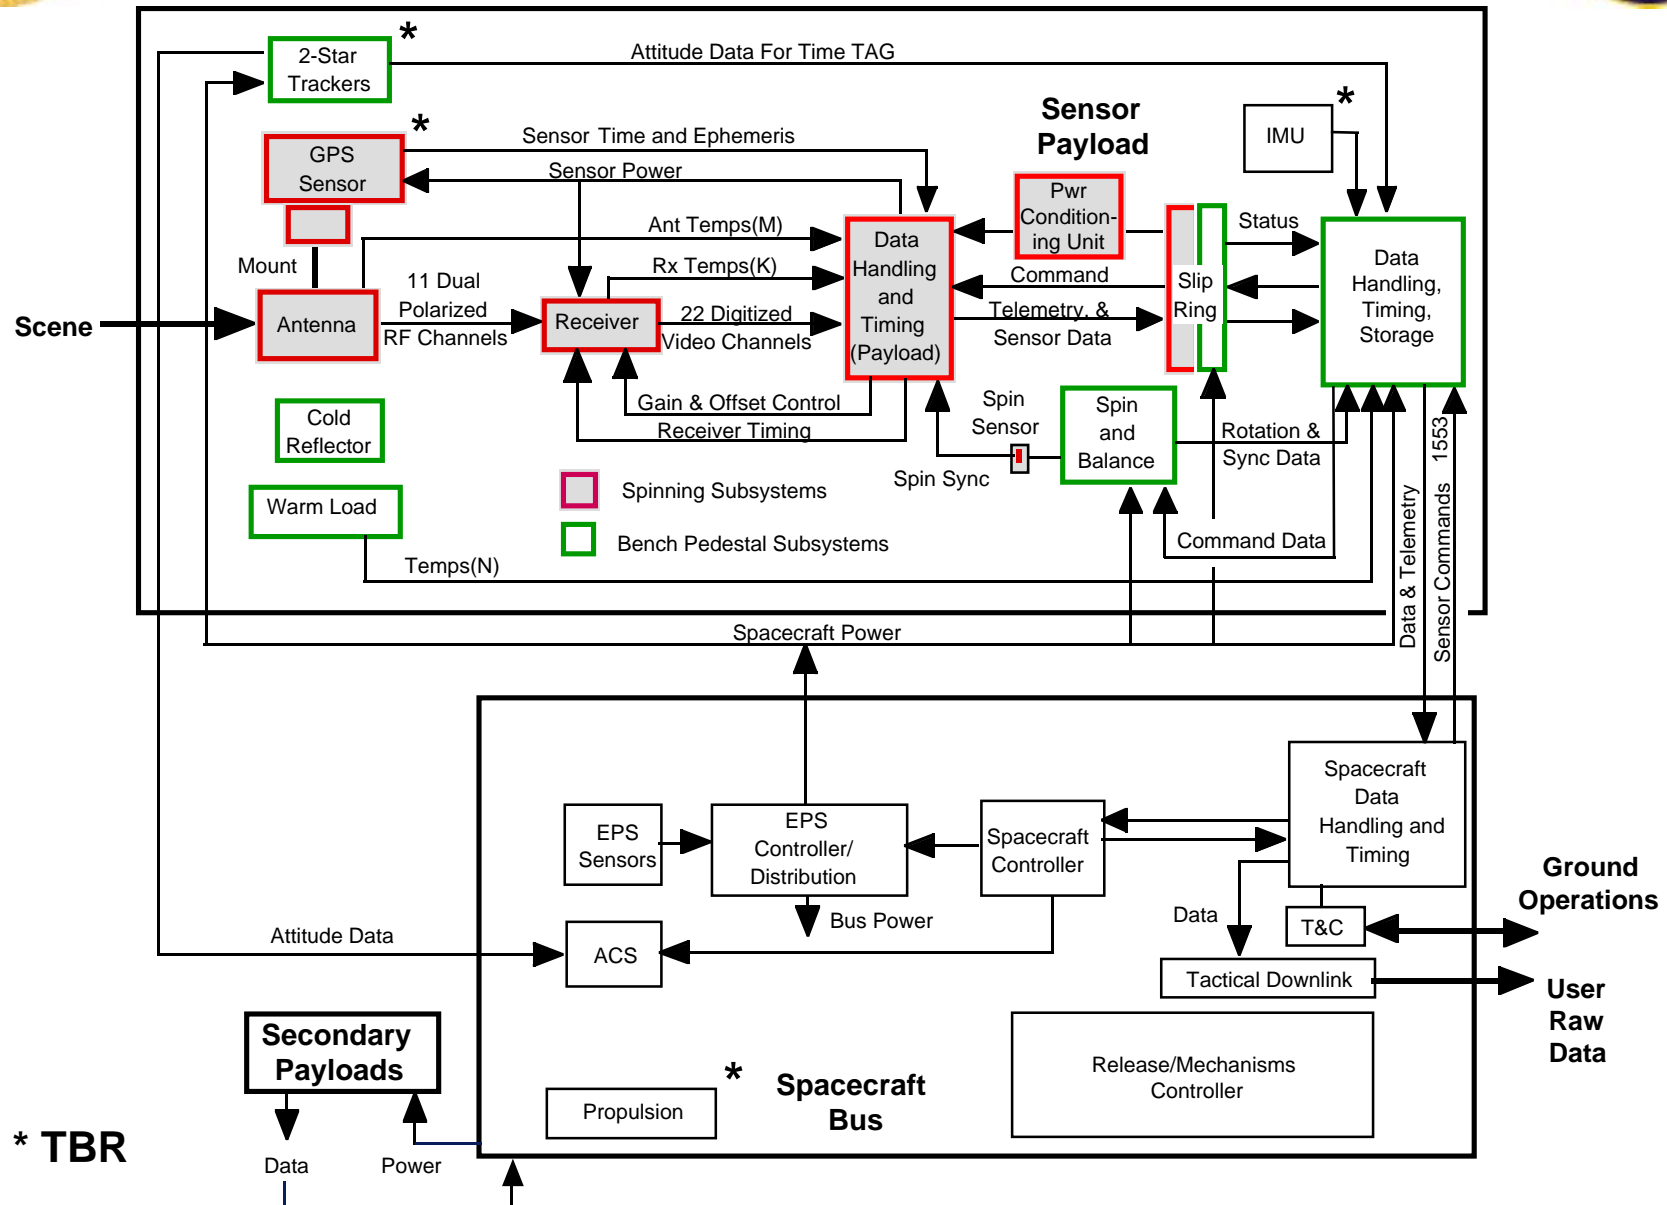 *
2-Star
Trackers
Attitude Data For Time TAG
Sensor
Payload
*
IMU
*
GPS
Sensor
Sensor Time and Ephemeris
Sensor Power
Pwr
Condition-
ing Unit
Ant Temps(M)
Data
Handling
and
Timing
(Payload)
Status
Data
Handling,
Timing,
Storage
Mount
11 Dual
Polarized
RF Channels
Rx Temps(K)
Command
Slip
Ring
Scene
Antenna
Receiver
22 Digitized
Video Channels
Telemetry, &
Sensor Data
Cold
Reflector
Gain & Offset Control
Receiver Timing
Spin
Sensor
Spin
and
Balance
Rotation &
Sync Data
Spin Sync
Warm Load
Spinning Subsystems
Bench Pedestal Subsystems
Command Data
Temps(N)
Data & Telemetry
Sensor Commands 1553
Spacecraft Power
Spacecraft
Data
Handling and
Timing
EPS
Sensors
EPS
Controller/
Distribution
Spacecraft
Controller
Ground
Operations
Bus Power
Data
T&C
Attitude Data
ACS
Tactical Downlink
User
Raw
Data
Secondary
Payloads
Release/Mechanisms
Controller
*
Propulsion
Spacecraft
Bus
* TBR
Data
Power